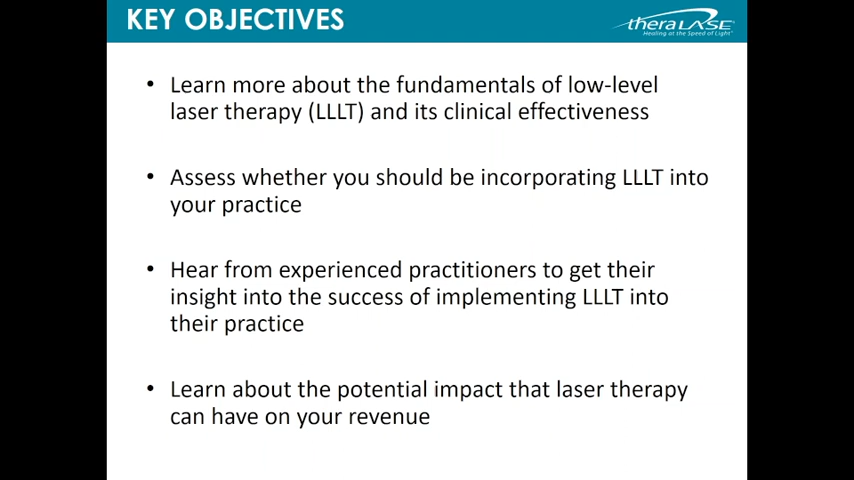 KEY OBJECTIVES
theralase
Healing at the Speed of Light
• Learn more about the fundamentals of low-level
laser therapy (LLLT) and its clinical effectiveness
• Assess whether you should be incorporating LLLT into
your practice
• Hear from experienced practitioners to get their
insight into the success of implementing LLLT into
their practice
• Learn about the potential impact that laser therapy
can have on your revenue